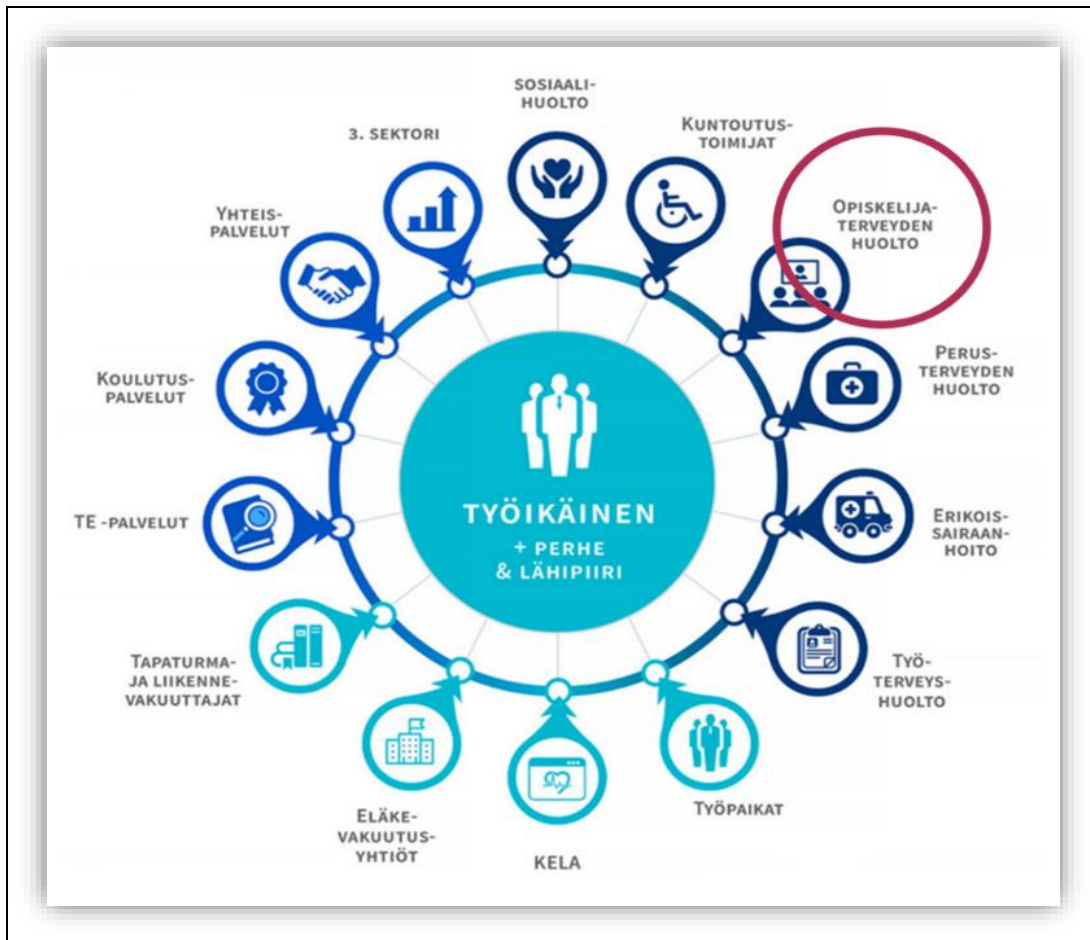 SOSIAALI-
HUOLTO
KUNTOUTUS-
TOIMIJAT
OPISKELIJA-
TERVEYDEN
HUOLTO
PERUS-
TERVEYDEN
HUOLTO
ERIKOIS-
SAIRAAN-
HOITO
TYÖ-
TERVEYS-
HUOLTO
TYÖPAIKAT
KELA
ELÄKE-
VAKUUTUS-
YHTIÖT
TAPATURMA-
JA LIIKENNE-
VAKUUTTAJAT
TE -PALVELUT
KOULUTUS-
PALVELUT
YHTEIS-
PALVELUT
3. SEKTORI
TYÖIKÄINEN
+ PERHE
& LÄHIPIIRI